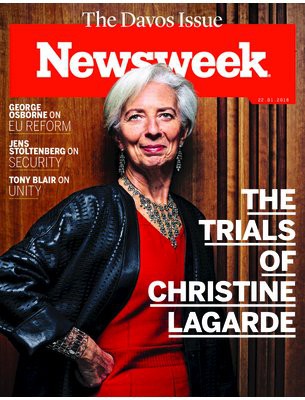 The Davos Issue
Newsweek
22.01.2016
GEORGE
OSBORNE ON
EU REFORM
JENS
STOLTENBERG ON
SECURITY
TONY BLAIR ON
UNITY
THE
TRIALS
OF
CHRISTINE
LAGARDE